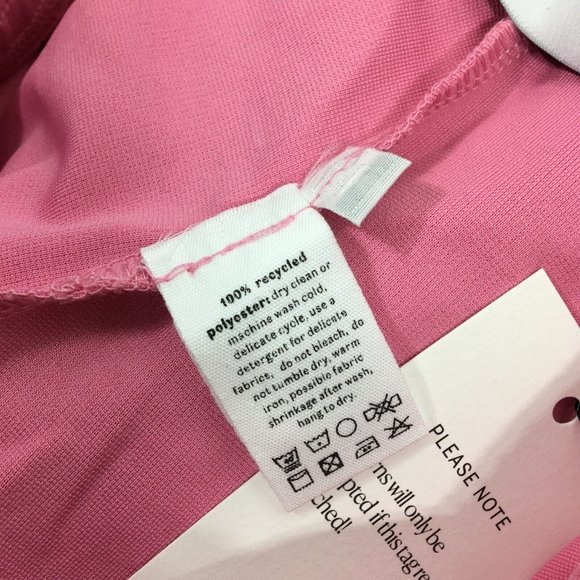 100% recycled
polyester: dry clean or
machine wash cold,
delicate cycle, use a
detergent for delicate
fabrics, do not bleach, do
not tumble dry, warm
iron, possible fabric
shrinkage after wash,
hang to dry.
PLEASE NOTE
ns will only be
pted if this tag re
ched!